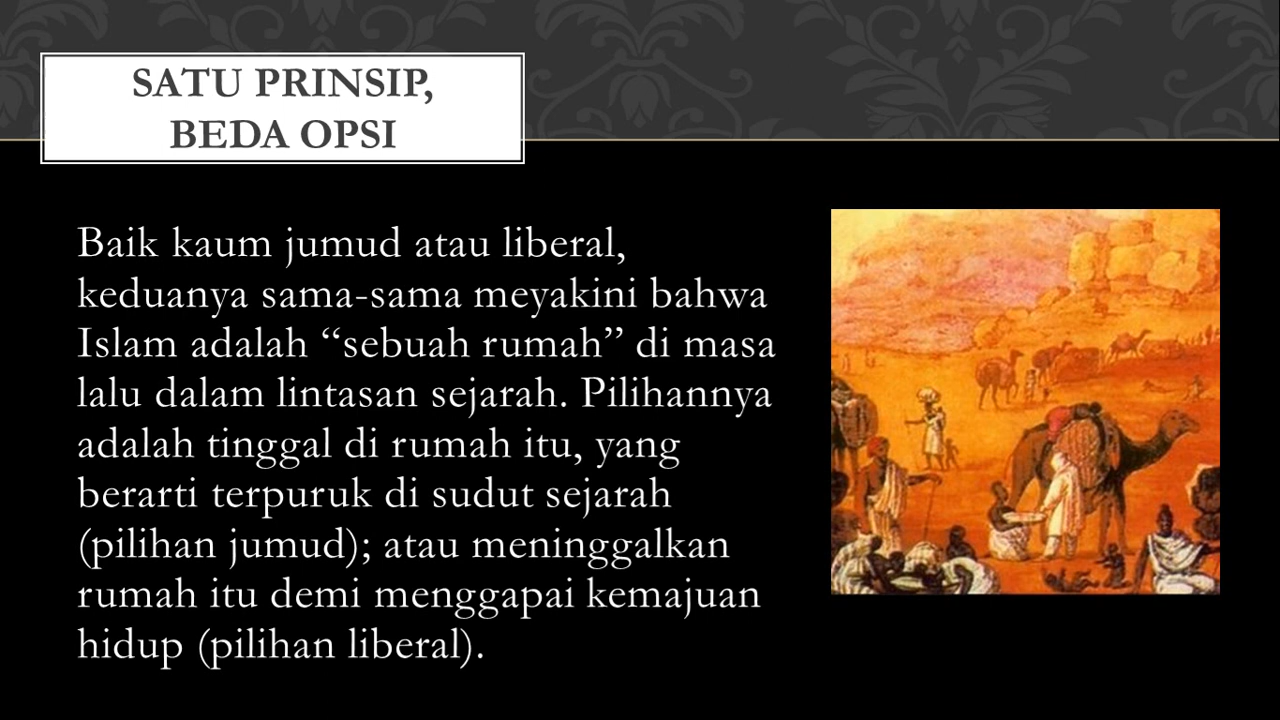 SATU PRINSIP,
BEDA OPSI
Baik kaum jumud atau liberal,
keduanya sama-sama meyakini bahwa
Islam adalah “sebuah rumah” di masa
lalu dalam lintasan sejarah. Pilihannya
adalah tinggal di rumah itu, yang
berarti terpuruk di sudut sejarah
(pilihan jumud); atau meninggalkan
rumah itu demi menggapai kemajuan
hidup (pilihan liberal).